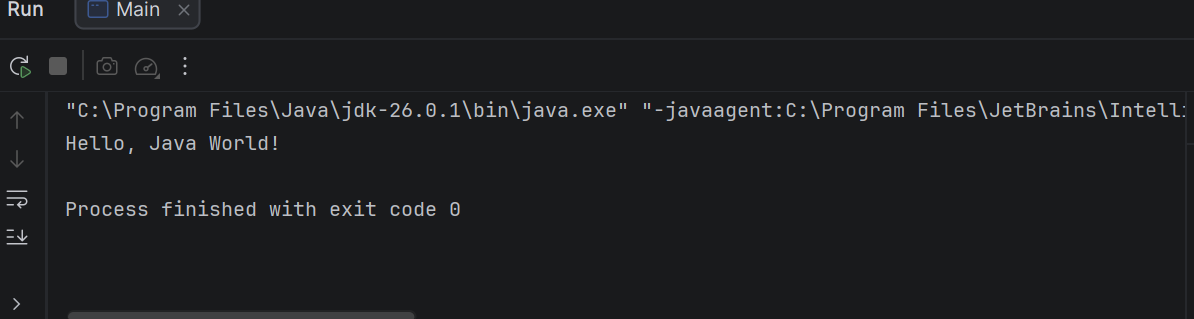 Run
Main
"C:\Program Files\Java\jdk-26.0.1\bin\java.exe" "-javaagent:C:\Program Files\JetBrains\Intelli
Hello, Java World!
Process finished with exit code 0